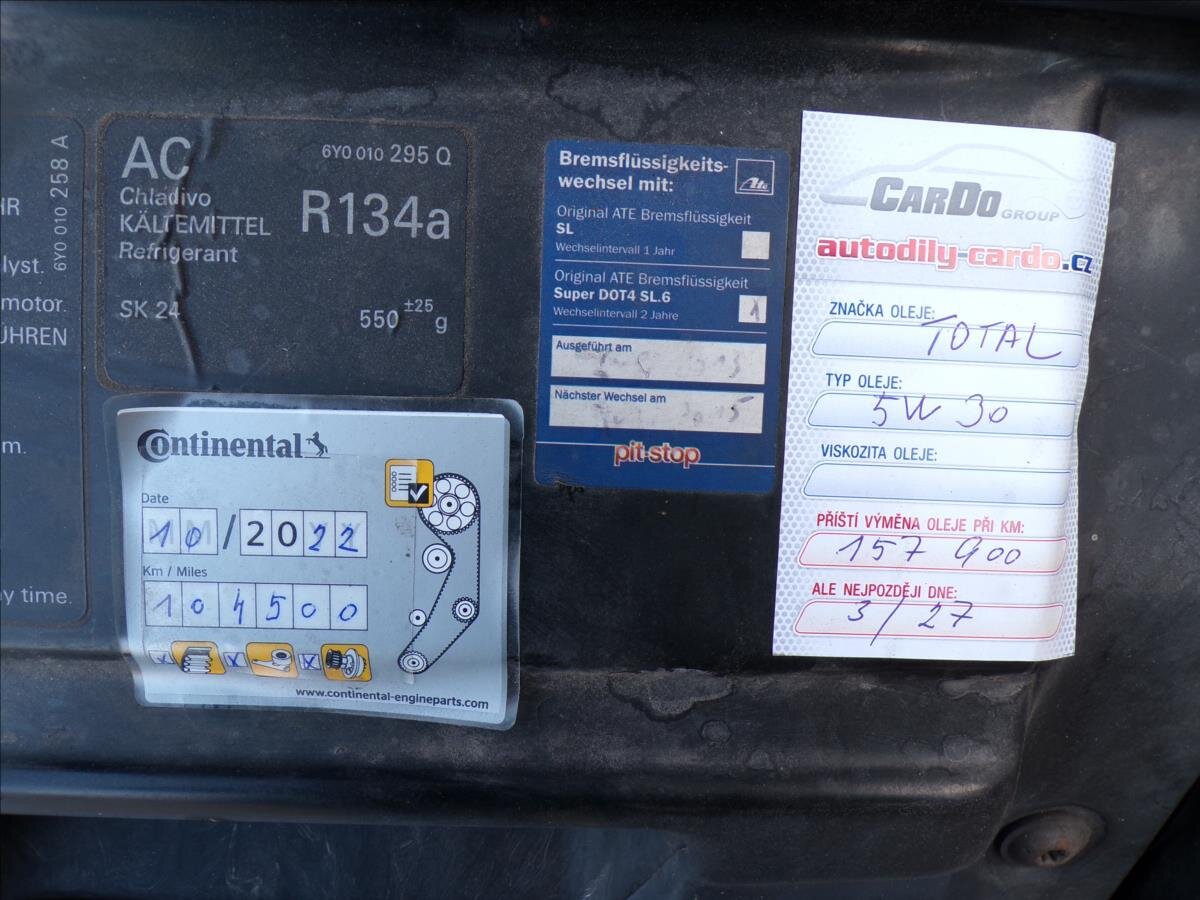 HR
lyst.
motor.
ÜHREN
m.
y time.
6Y0 010 258 A
AC
6Y0 010 295 Q
Chladivo
KÄLTEMITTEL
Refrigerant
R134a
SK 24
550 ±25 g
Continental
Date
10/2022
Km / Miles
104500
www.continental-engineparts.com
Bremsflüssigkeits-
wechsel mit:
Ate
Original ATE Bremsflüssigkeit
SL
Wechselintervall 1 Jahr
Original ATE Bremsflüssigkeit
Super DOT4 SL.6
Wechselintervall 2 Jahre
Ausgeführt am
Nächster Wechsel am
pit-stop
CARDO GROUP
autodily-cardo.cz
ZNAČKA OLEJE:
TOTAL
TYP OLEJE:
5W 30
VISKOZITA OLEJE:
PŘÍŠTÍ VÝMĚNA OLEJE PŘI KM:
157 900
ALE NEJPOZDĚJI DNE:
3/27